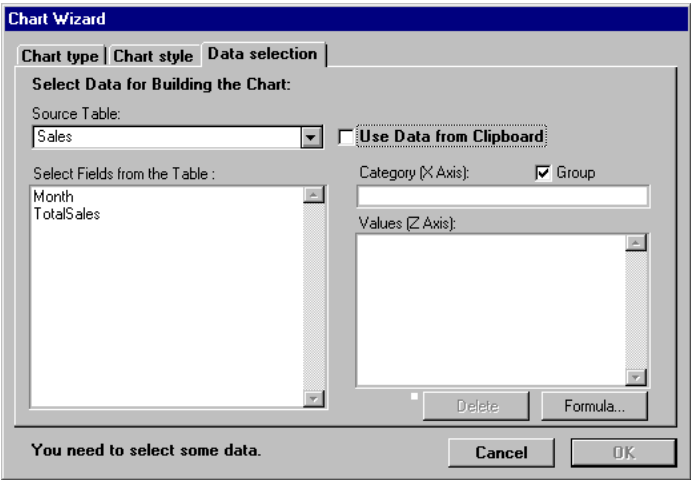 Chart Wizard
Chart type Chart style Data selection
Select Data for Building the Chart:
Source Table:
Sales
Use Data from Clipboard
Select Fields from the Table :
Month
TotalSales
Category (X Axis):
Group
Values (Z Axis):
Delete
Formula...
You need to select some data.
Cancel
OK